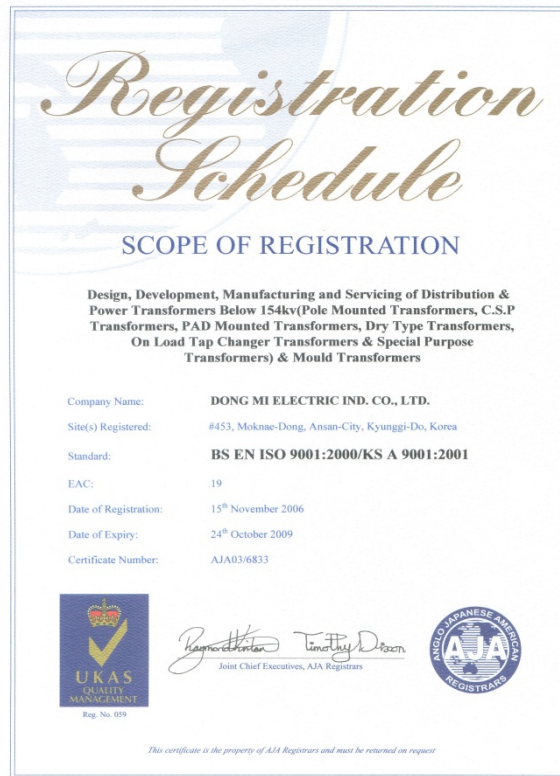 Registration
Schedule
SCOPE OF REGISTRATION
Design, Development, Manufacturing and Servicing of Distribution &
Power Transformers Below 154kv(Pole Mounted Transformers, C.S.P
Transformers, PAD Mounted Transformers, Dry Type Transformers,
On Load Tap Changer Transformers & Special Purpose
Transformers) & Mould Transformers
Company Name: DONG MI ELECTRIC IND. CO., LTD.
Site(s) Registered: #453, Moknae-Dong, Ansan-City, Kyunggi-Do, Korea
Standard: BS EN ISO 9001:2000/KS A 9001:2001
EAC: 19
Date of Registration: 15th November 2006
Date of Expiry: 24th October 2009
Certificate Number: AJA03/6833
UKAS
QUALITY
MANAGEMENT
Reg. No. 059
Timothy Dixon
Joint Chief Executives, AJA Registrars
ANGLO JAPANESE AMERICAN
AJA
REGISTRARS
This certificate is the property of AJA Registrars and must be returned on request